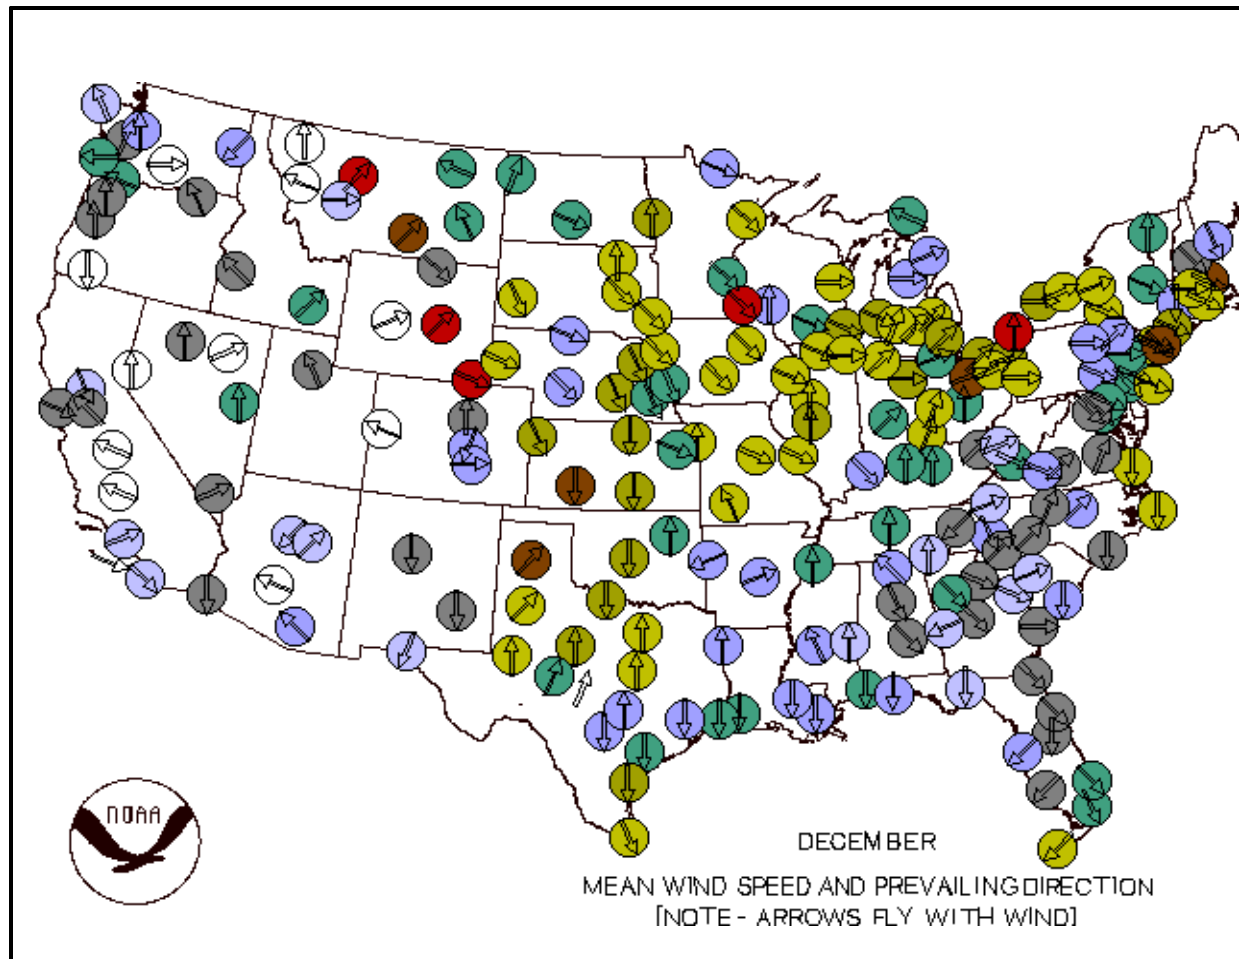 NOAA
DECEMBER
MEAN WIND SPEED AND PREVAILING DIRECTION
[NOTE - ARROWS FLY WITH WIND]